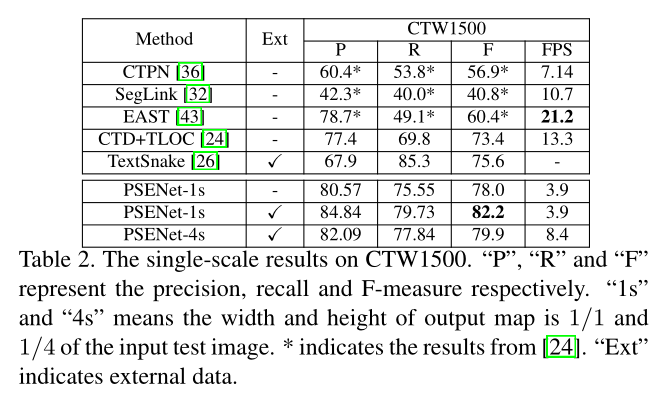 Method Ext CTW1500
P R F FPS
CTPN [36] - 60.4* 53.8* 56.9* 7.14
SegLink [32] - 42.3* 40.0* 40.8* 10.7
EAST [43] - 78.7* 49.1* 60.4* 21.2
CTD+TLOC [24] - 77.4 69.8 73.4 13.3
TextSnake [26] ✓ 67.9 85.3 75.6 -
PSENet-1s - 80.57 75.55 78.0 3.9
PSENet-1s ✓ 84.84 79.73 82.2 3.9
PSENet-4s ✓ 82.09 77.84 79.9 8.4
Table 2. The single-scale results on CTW1500. “P”, “R” and “F”
represent the precision, recall and F-measure respectively. “1s”
and “4s” means the width and height of output map is 1/1 and
1/4 of the input test image. * indicates the results from [24]. “Ext”
indicates external data.